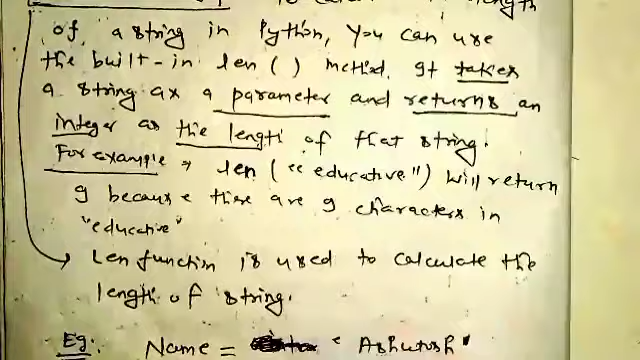 length
of a string in Python, You can use
the built-in len ( ) method. It takes
a string as a parameter and returns an
integer as the length of that string.
For example → len ("educative") will return
9 because there are 9 characters in
"educative"
→ Len function is used to calculate the
length of string.
Eg: Name = "Ashutosh"